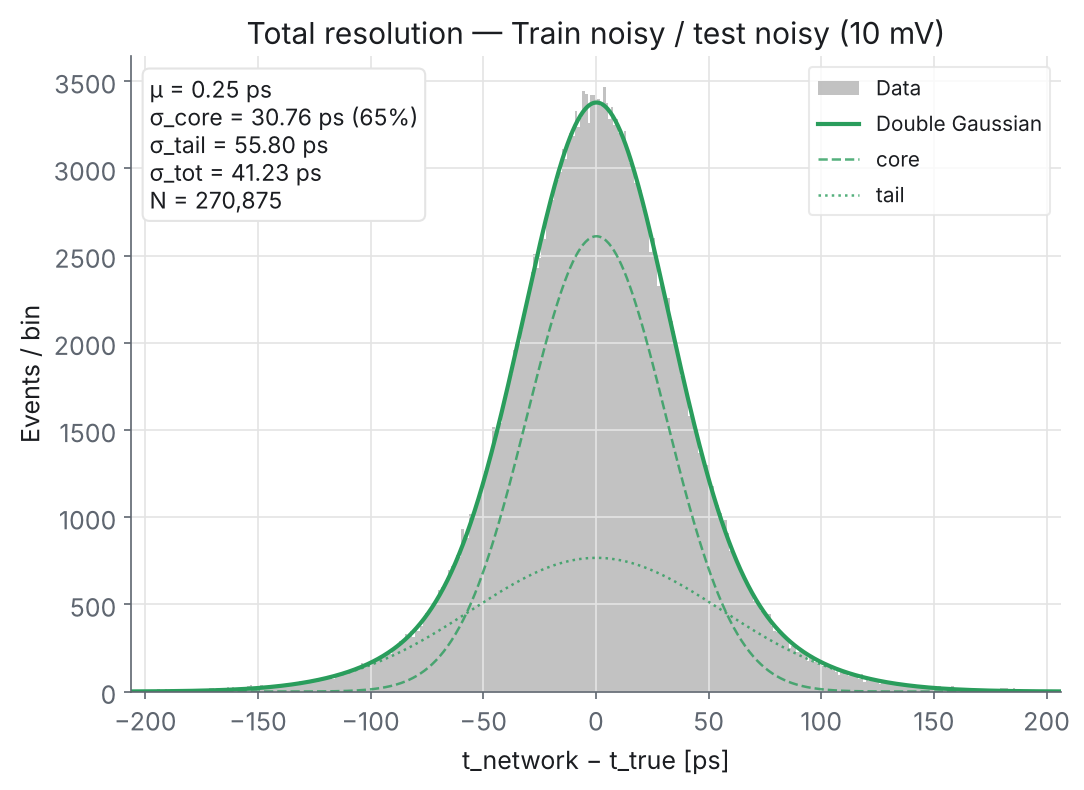 Total resolution — Train noisy / test noisy (10 mV)
μ = 0.25 ps
σ_core = 30.76 ps (65%)
σ_tail = 55.80 ps
σ_tot = 41.23 ps
N = 270,875
Data
Double Gaussian
core
tail
Events / bin
3500
3000
2500
2000
1500
1000
500
0
−200
−150
−100
−50
0
50
100
150
200
t_network − t_true [ps]